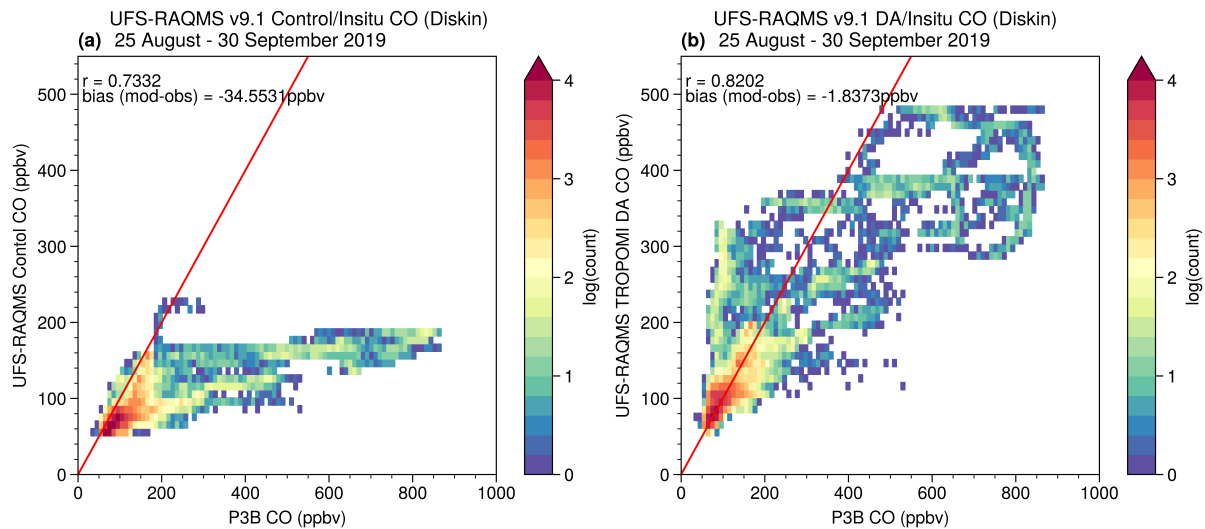 UFS-RAQMS v9.1 Control/Insitu CO (Diskin)
(a) 25 August - 30 September 2019
r = 0.7332
bias (mod-obs) = -34.5531ppbv
UFS-RAQMS Contol CO (ppbv)
500
400
300
200
100
0
0 200 400 600 800 1000
P3B CO (ppbv)
4
3
2
1
0
log(count)
UFS-RAQMS v9.1 DA/Insitu CO (Diskin)
(b) 25 August - 30 September 2019
r = 0.8202
bias (mod-obs) = -1.8373ppbv
UFS-RAQMS TROPOMI DA CO (ppbv)
500
400
300
200
100
0
0 200 400 600 800 1000
P3B CO (ppbv)
4
3
2
1
0
log(count)